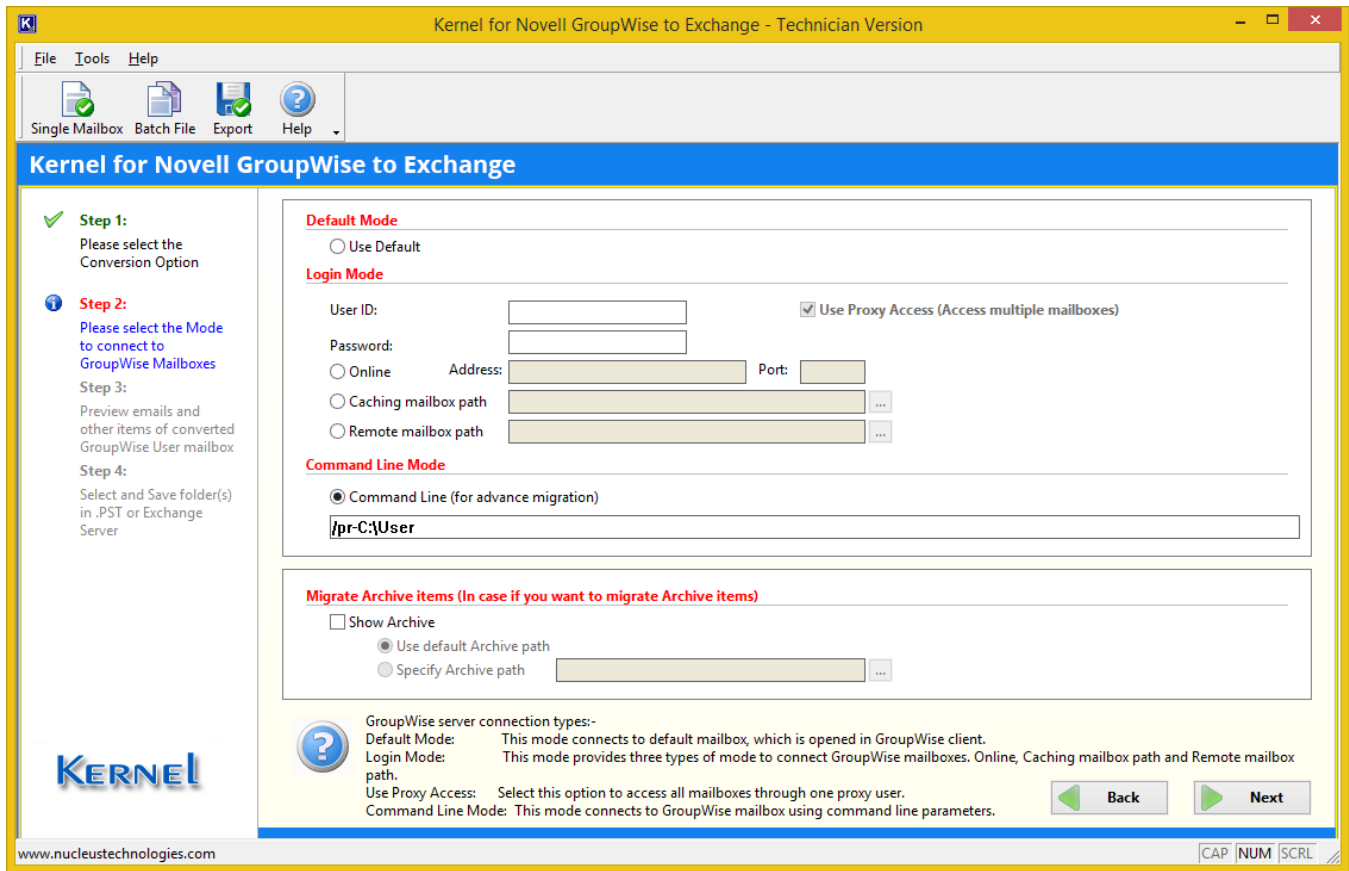 Kernel for Novell GroupWise to Exchange - Technician Version
File Tools Help
Single Mailbox Batch File Export Help
Kernel for Novell GroupWise to Exchange
Step 1:
Please select the
Conversion Option
Step 2:
Please select the Mode
to connect to
GroupWise Mailboxes
Step 3:
Preview emails and
other items of converted
GroupWise User mailbox
Step 4:
Select and Save folder(s)
in .PST or Exchange
Server
KERNEL
Default Mode
Use Default
Login Mode
User ID: Use Proxy Access (Access multiple mailboxes)
Password:
Online Address: Port:
Caching mailbox path ...
Remote mailbox path ...
Command Line Mode
Command Line (for advance migration)
/pr-C:\User
Migrate Archive items (In case if you want to migrate Archive items)
Show Archive
Use default Archive path
Specify Archive path ...
GroupWise server connection types:-
Default Mode: This mode connects to default mailbox, which is opened in GroupWise client.
Login Mode: This mode provides three types of mode to connect GroupWise mailboxes. Online, Caching mailbox path and Remote mailbox
path.
Use Proxy Access: Select this option to access all mailboxes through one proxy user.
Command Line Mode: This mode connects to GroupWise mailbox using command line parameters.
Back Next
www.nucleustechnologies.com CAP NUM SCRL